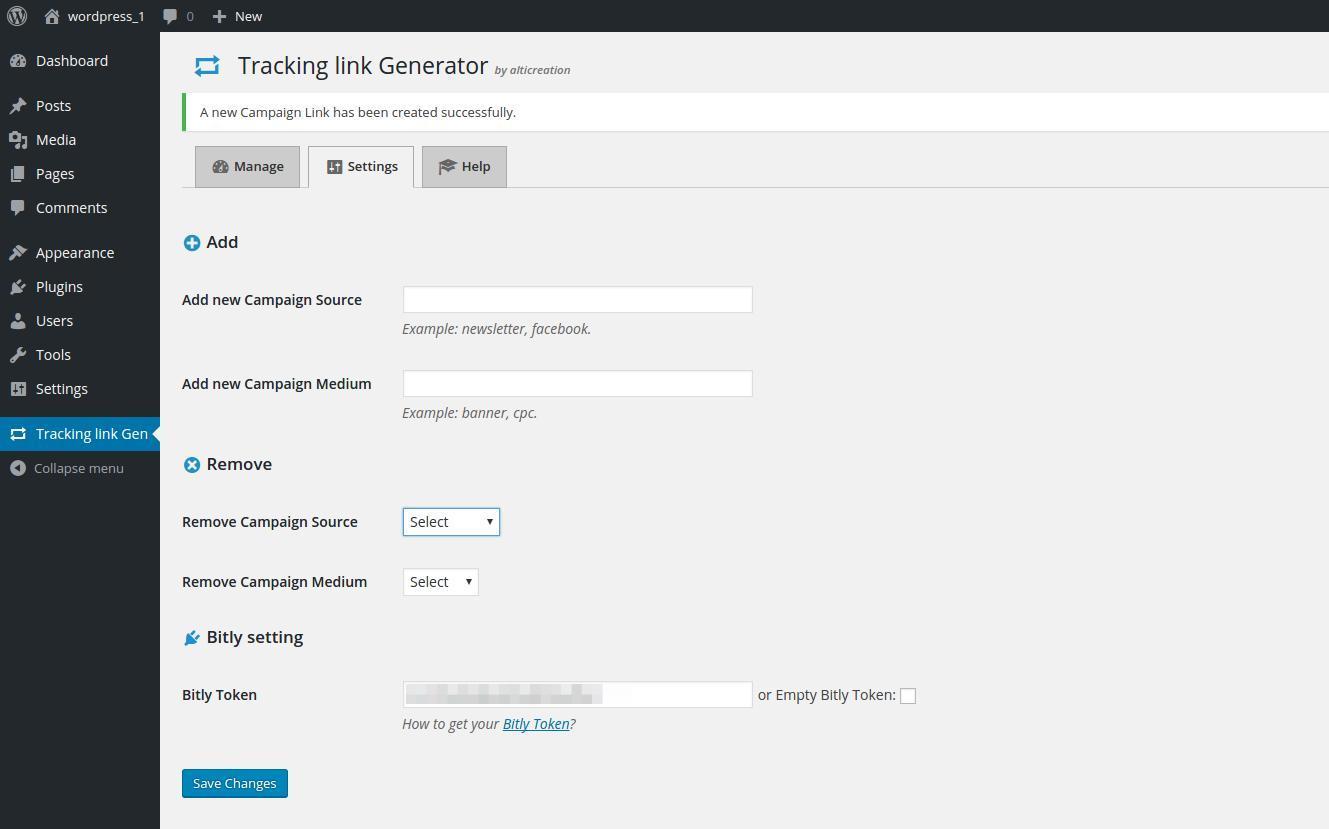 wordpress_1 0 New
Dashboard
Posts
Media
Pages
Comments
Appearance
Plugins
Users
Tools
Settings
Tracking link Gen
Collapse menu
Tracking link Generator by alticreation
A new Campaign Link has been created successfully.
Manage Settings Help
Add
Add new Campaign Source
Example: newsletter, facebook.
Add new Campaign Medium
Example: banner, cpc.
Remove
Remove Campaign Source Select
Remove Campaign Medium Select
Bitly setting
Bitly Token or Empty Bitly Token:
How to get your Bitly Token?
Save Changes